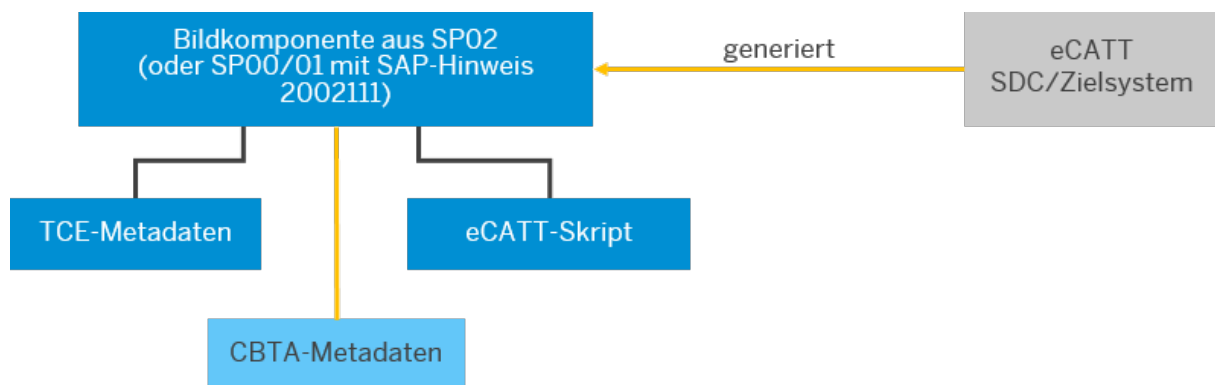 Bildkomponente aus SP02
(oder SP00/01 mit SAP-Hinweis
2002111)
generiert
eCATT
SDC/Zielsystem
TCE-Metadaten
eCATT-Skript
CBTA-Metadaten